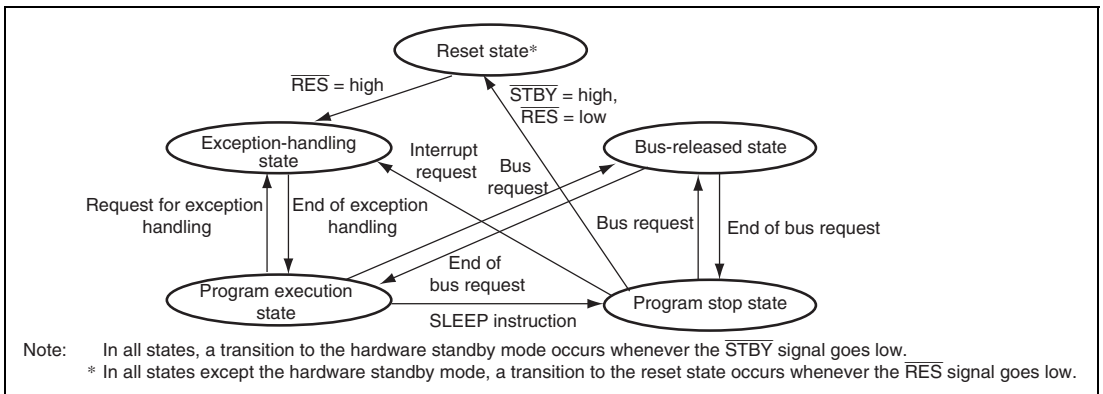 Reset state*
RES = high
STBY = high,
RES = low
Exception-handling
state
Interrupt
request
Bus
request
Bus-released state
Request for exception
handling
End of exception
handling
Bus request
End of bus request
End of
bus request
Program execution
state
SLEEP instruction
Program stop state
Note: In all states, a transition to the hardware standby mode occurs whenever the STBY signal goes low.
* In all states except the hardware standby mode, a transition to the reset state occurs whenever the RES signal goes low.